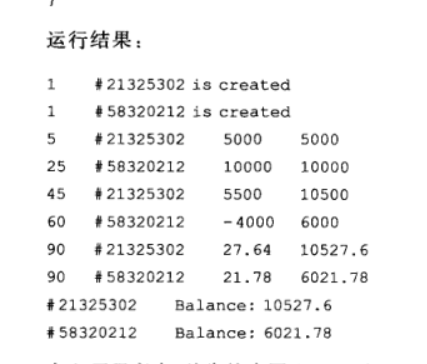 }
运行结果：
1 #21325302 is created
1 #58320212 is created
5 #21325302 5000 5000
25 #58320212 10000 10000
45 #21325302 5500 10500
60 #58320212 -4000 6000
90 #21325302 27.64 10527.6
90 #58320212 21.78 6021.78
#21325302 Balance: 10527.6
#58320212 Balance: 6021.78